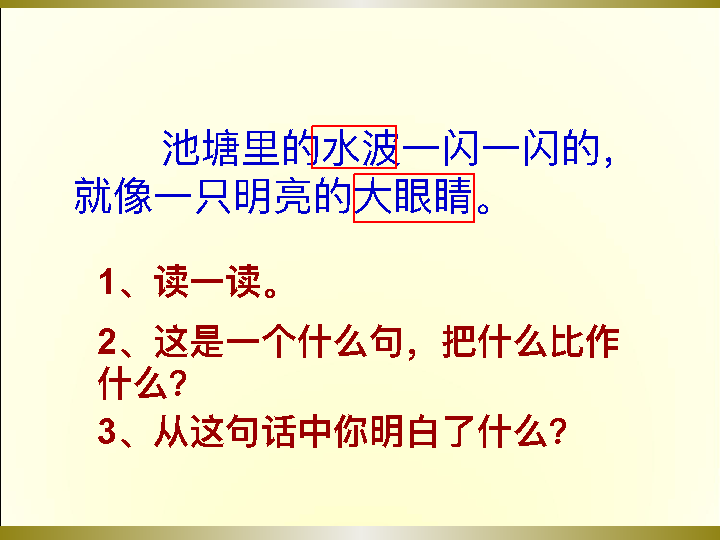 池塘里的水波一闪一闪的，
就像一只明亮的大眼睛。
1、读一读。
2、这是一个什么句，把什么比作
什么？
3、从这句话中你明白了什么？